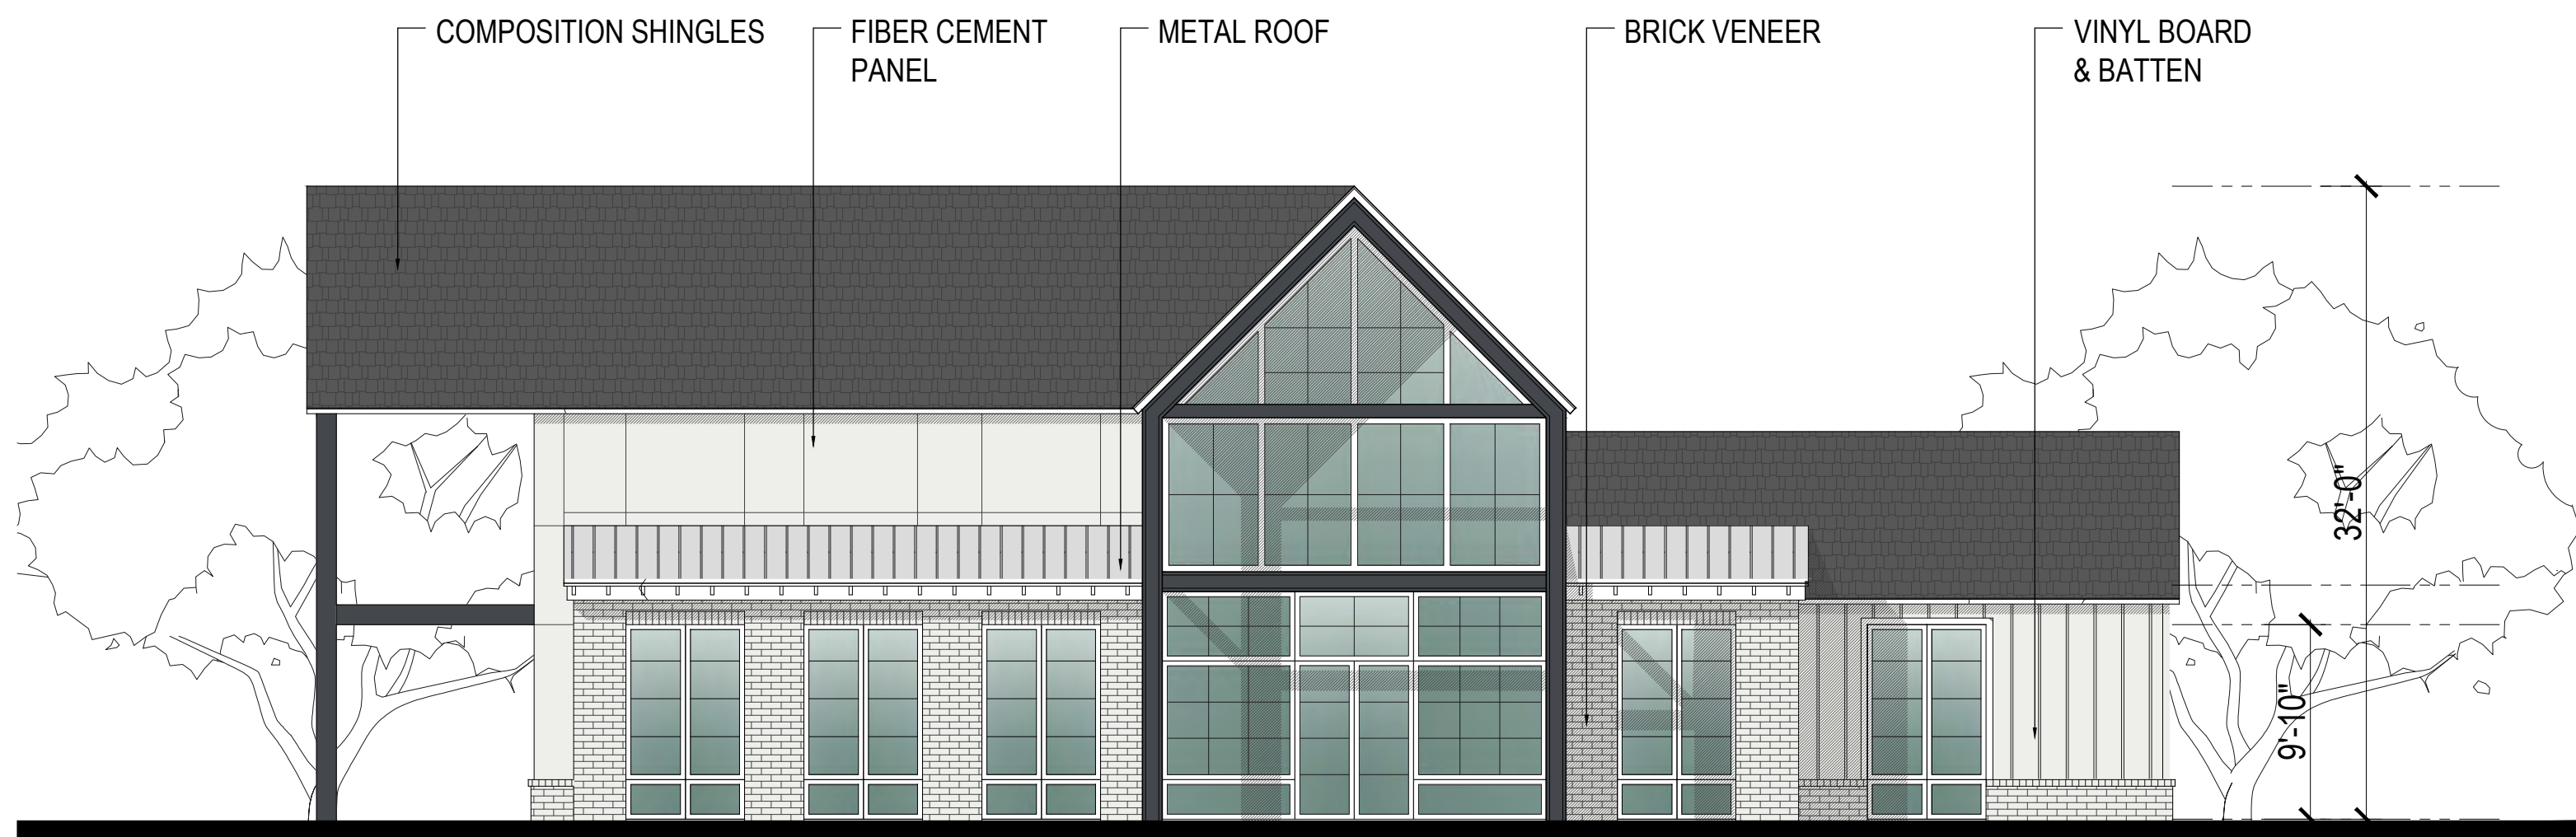 COMPOSITION SHINGLES
FIBER CEMENT
PANEL
METAL ROOF
BRICK VENEER
VINYL BOARD
& BATTEN
32'-0"
9'-10"